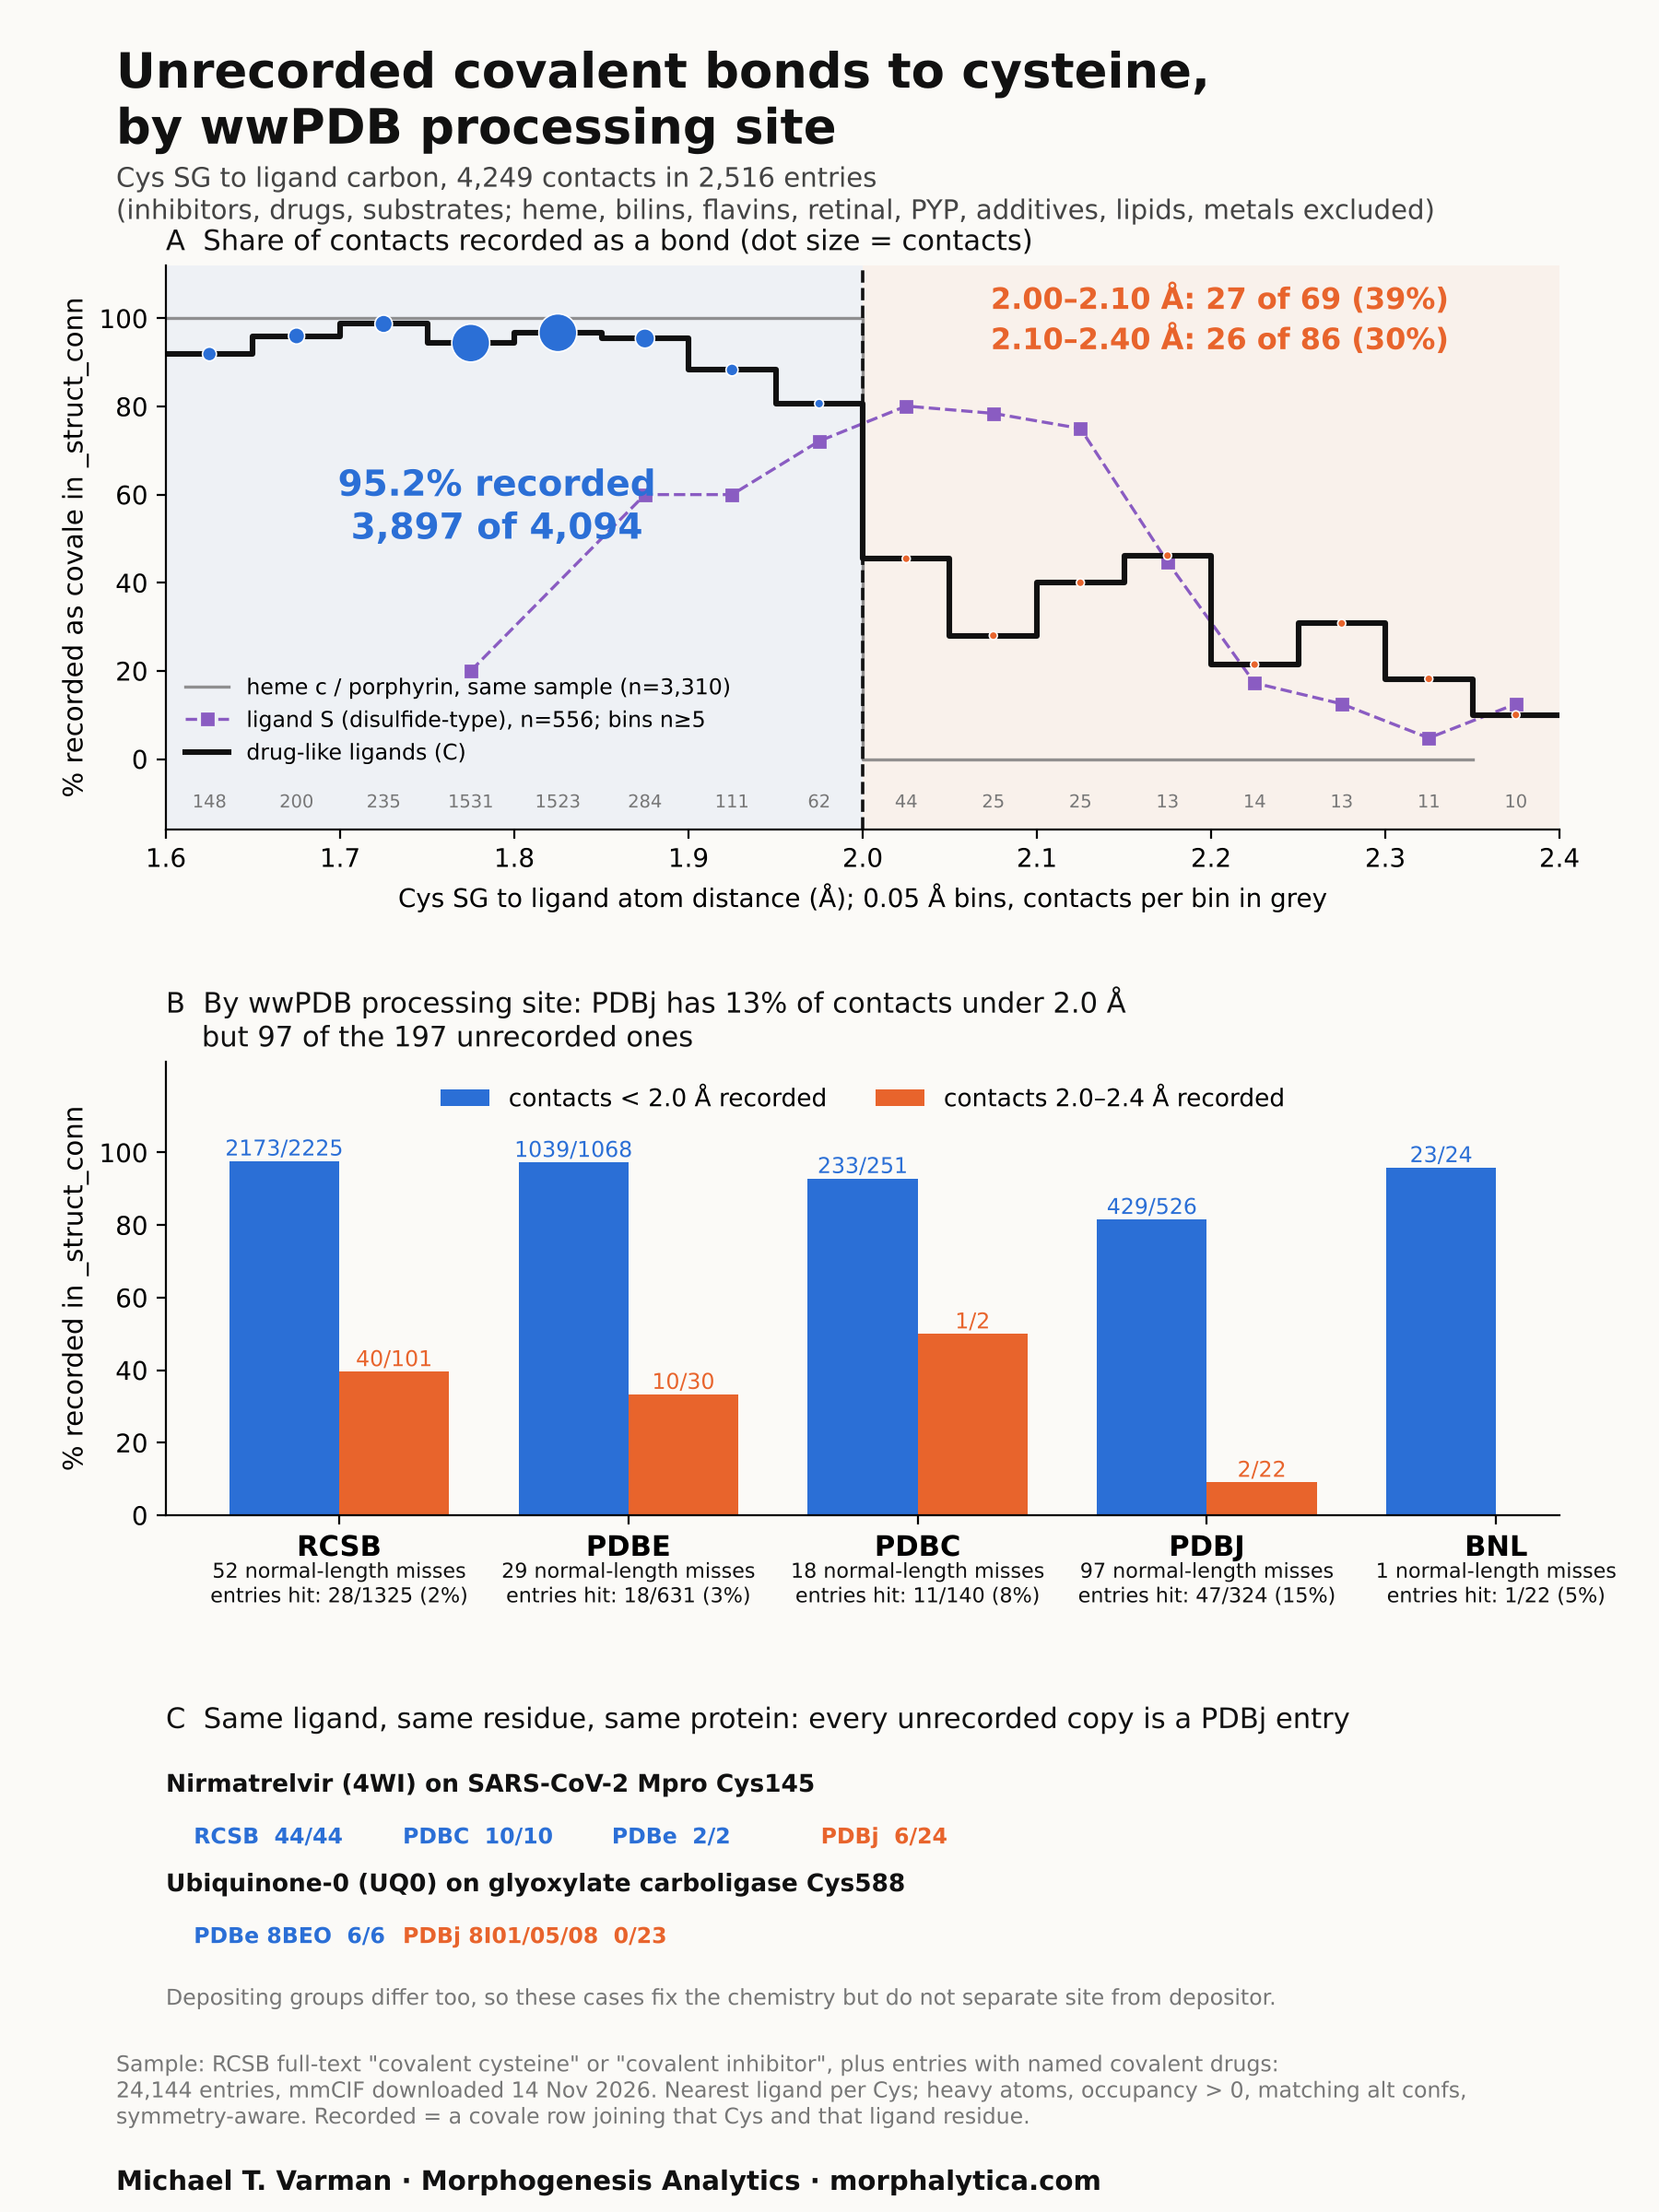 Unrecorded covalent bonds to cysteine,
by wwPDB processing site
Cys SG to ligand carbon, 4,249 contacts in 2,516 entries
(inhibitors, drugs, substrates; heme, bilins, flavins, retinal, PYP, additives, lipids, metals excluded)
A Share of contacts recorded as a bond (dot size = contacts)
% recorded as covale in _struct_conn
100
80
60
40
20
0
2.00–2.10 Å: 27 of 69 (39%)
2.10–2.40 Å: 26 of 86 (30%)
95.2% recorded
3,897 of 4,094
heme c / porphyrin, same sample (n=3,310)
ligand S (disulfide-type), n=556; bins n≥5
drug-like ligands (C)
148 200 235 1531 1523 284 111 62 44 25 25 13 14 13 11 10
1.6 1.7 1.8 1.9 2.0 2.1 2.2 2.3 2.4
Cys SG to ligand atom distance (Å); 0.05 Å bins, contacts per bin in grey
B By wwPDB processing site: PDBj has 13% of contacts under 2.0 Å
but 97 of the 197 unrecorded ones
% recorded in _struct_conn
100
80
60
40
20
0
contacts < 2.0 Å recorded contacts 2.0–2.4 Å recorded
2173/2225 1039/1068 233/251 429/526 23/24
40/101 10/30 1/2 2/22
RCSB PDBE PDBC PDBJ BNL
52 normal-length misses 29 normal-length misses 18 normal-length misses 97 normal-length misses 1 normal-length misses
entries hit: 28/1325 (2%) entries hit: 18/631 (3%) entries hit: 11/140 (8%) entries hit: 47/324 (15%) entries hit: 1/22 (5%)
C Same ligand, same residue, same protein: every unrecorded copy is a PDBj entry
Nirmatrelvir (4WI) on SARS-CoV-2 Mpro Cys145
RCSB 44/44 PDBC 10/10 PDBe 2/2 PDBj 6/24
Ubiquinone-0 (UQ0) on glyoxylate carboligase Cys588
PDBe 8BEO 6/6 PDBj 8I01/05/08 0/23
Depositing groups differ too, so these cases fix the chemistry but do not separate site from depositor.
Sample: RCSB full-text "covalent cysteine" or "covalent inhibitor", plus entries with named covalent drugs:
24,144 entries, mmCIF downloaded 14 Nov 2026. Nearest ligand per Cys; heavy atoms, occupancy > 0, matching alt confs,
symmetry-aware. Recorded = a covale row joining that Cys and that ligand residue.
Michael T. Varman · Morphogenesis Analytics · morphalytica.com